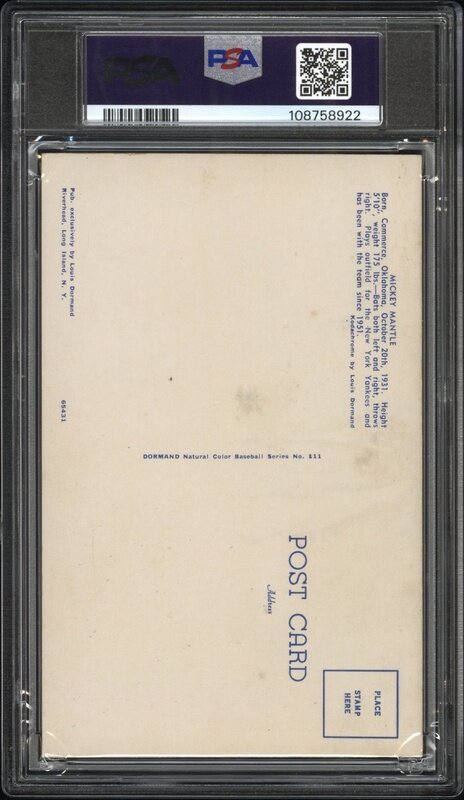 PSA
PSA
108758922
MICKEY MANTLE
Born, Commerce, Oklahoma, October 20th, 1931. Height
5'10", weight 175 lbs.—Bats both left and right, throws
right. Plays outfield for the New York Yankees and
has been with the team since 1951.
Kodachrome by Louis Dormand
Pub. exclusively by Louis Dormand
Riverhead, Long Island, N. Y.
65431
DORMAND Natural Color Baseball Series No. 111
POST CARD
Address
PLACE
STAMP
HERE